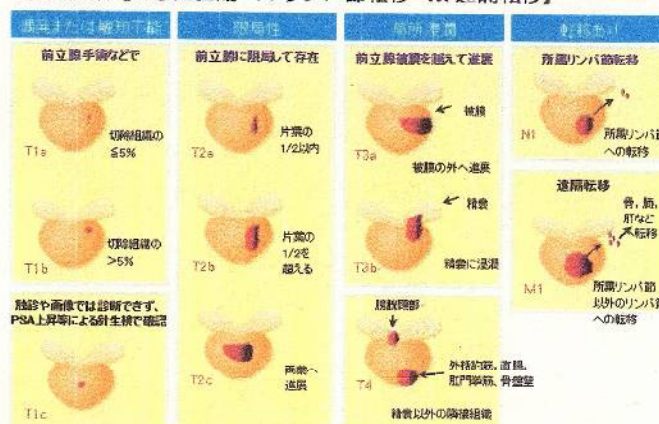 限局性
局所進展
転移あり
前立腺手術などで
T1a
切除組織の
≦5%
T1b
切除組織の
>5%
触診や画像では診断できず、
PSA上昇等による針生検で確認
T1c
前立腺に限局して存在
T2a
片葉の
1/2以内
T2b
片葉の
1/2を
超える
T2c
両葉へ
進展
前立腺被膜を越えて進展
被膜
T3a
被膜の外へ進展
精嚢
T3b
精嚢に浸潤
膀胱頸部
T4
外括約筋、直腸、
肛門挙筋、骨盤壁
精嚢以外の隣接組織
所属リンパ節転移
N1
所属リンパ節
への転移
遠隔転移
骨、肺、
肝など
転移
M1
所属リンパ節
以外のリンパ節
への転移